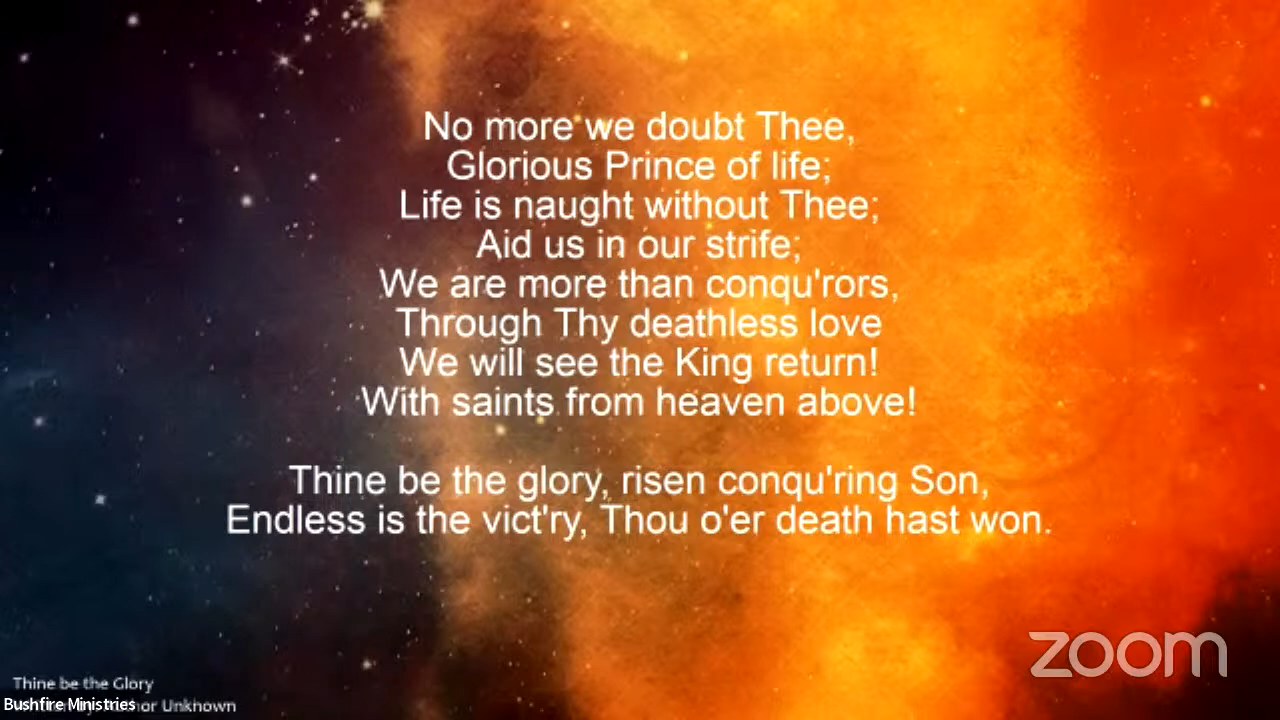 No more we doubt Thee,
Glorious Prince of life;
Life is naught without Thee;
Aid us in our strife;
We are more than conqu'rors,
Through Thy deathless love
We will see the King return!
With saints from heaven above!
Thine be the glory, risen conqu'ring Son,
Endless is the vict'ry, Thou o'er death hast won.
zoom
Thine be the Glory
Bushfire Ministries
Unknown